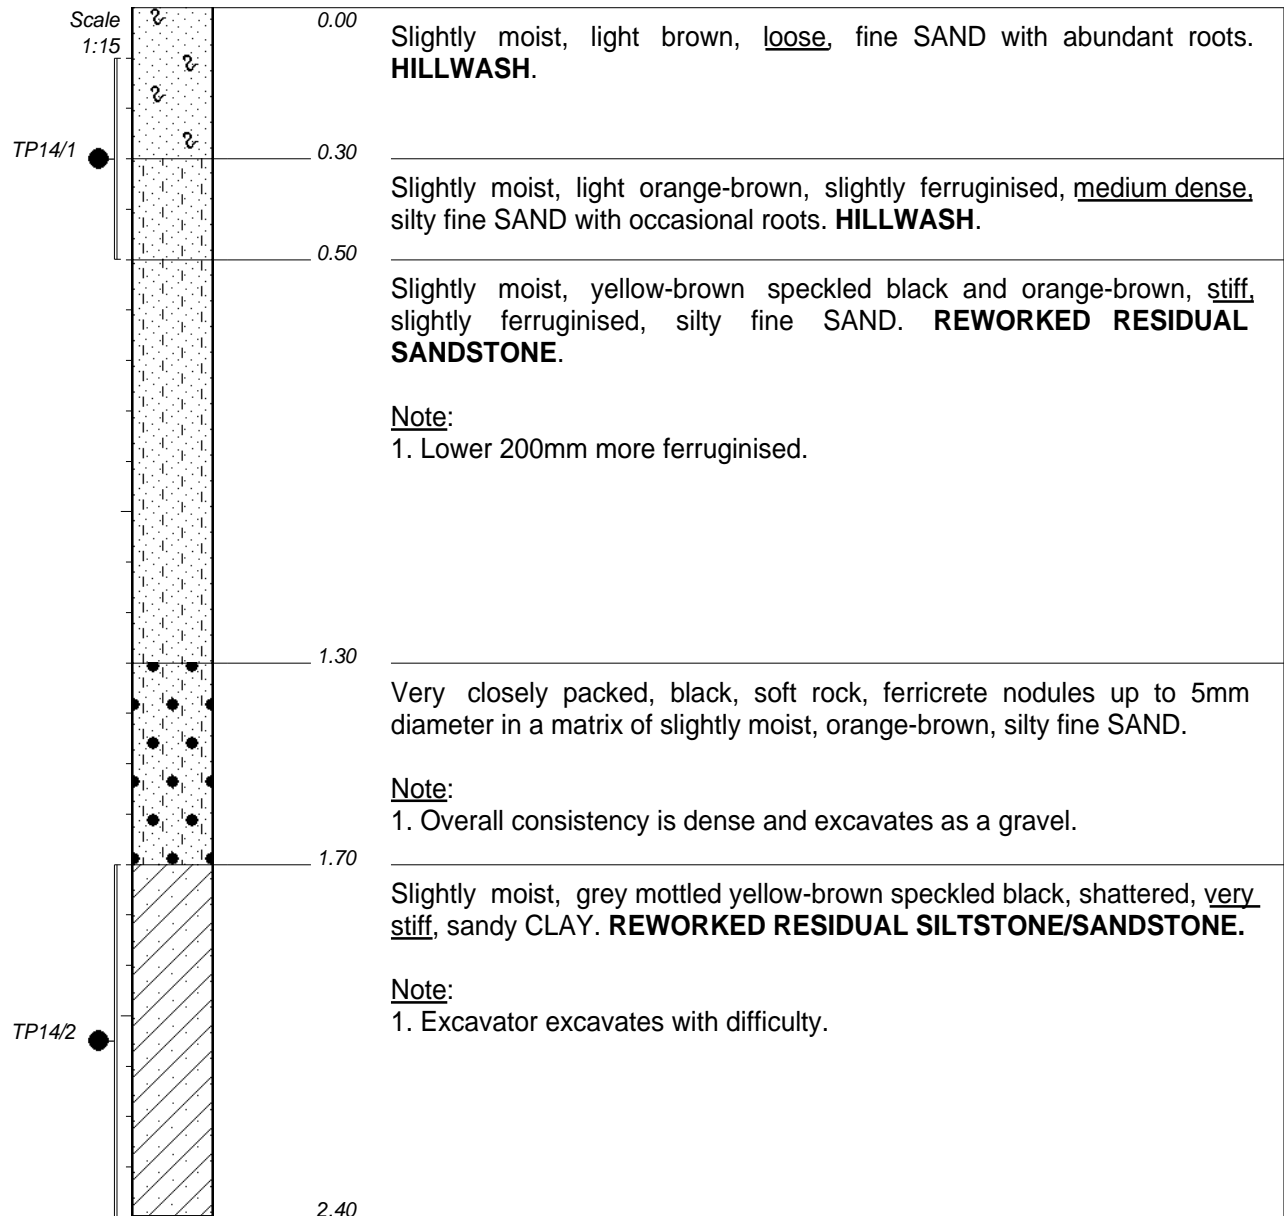 Scale
1:15
0.00
Slightly moist, light brown, loose, fine SAND with abundant roots.
HILLWASH.
TP14/1
0.30
Slightly moist, light orange-brown, slightly ferruginised, medium dense,
silty fine SAND with occasional roots. HILLWASH.
0.50
Slightly moist, yellow-brown speckled black and orange-brown, stiff,
slightly ferruginised, silty fine SAND. REWORKED RESIDUAL
SANDSTONE.
Note:
1. Lower 200mm more ferruginised.
1.30
Very closely packed, black, soft rock, ferricrete nodules up to 5mm
diameter in a matrix of slightly moist, orange-brown, silty fine SAND.
Note:
1. Overall consistency is dense and excavates as a gravel.
1.70
Slightly moist, grey mottled yellow-brown speckled black, shattered, very
stiff, sandy CLAY. REWORKED RESIDUAL SILTSTONE/SANDSTONE.
Note:
1. Excavator excavates with difficulty.
TP14/2
2.40